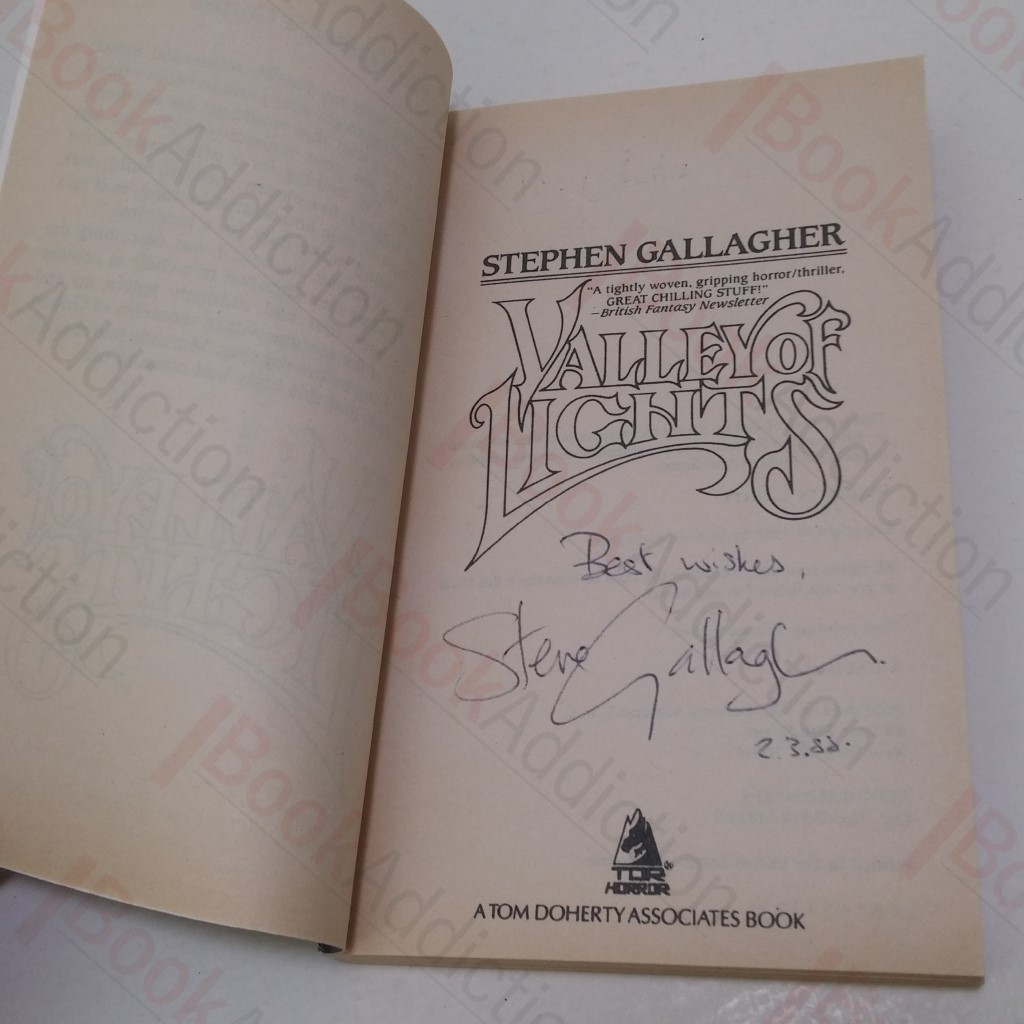 STEPHEN GALLAGHER
"A tightly woven, gripping horror/thriller,
GREAT CHILLING STUFF!"
—British Fantasy Newsletter
VALLEY OF
LIGHTS
Best wishes,
Steve Gallagher.
2.3.88.
TOR
HORROR
A TOM DOHERTY ASSOCIATES BOOK
BookAddiction